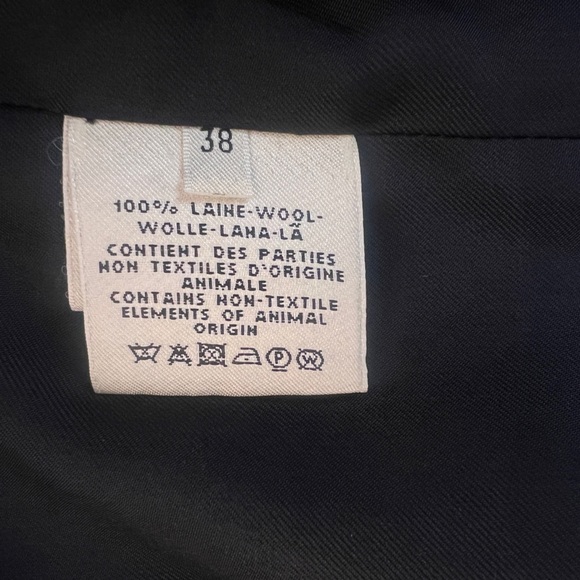 38
100% LAINE-WOOL-
WOLLE-LANA-LÃ
CONTIENT DES PARTIES
NON TEXTILES D'ORIGINE
ANIMALE
CONTAINS NON-TEXTILE
ELEMENTS OF ANIMAL
ORIGIN
P W